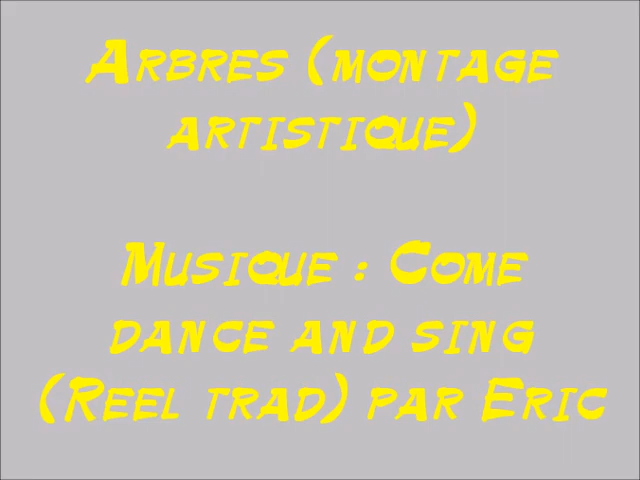 Arbres (montage
artistique)
Musique : Come
dance and sing
(Reel trad) par Eric